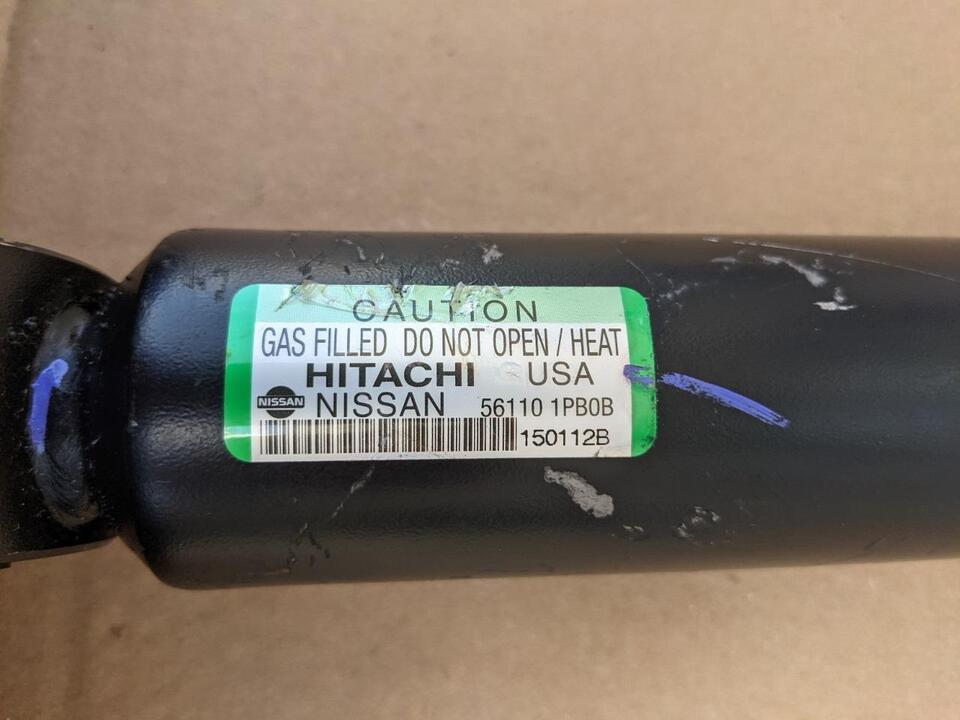 CAUTION
GAS FILLED DO NOT OPEN / HEAT
HITACHI USA
NISSAN NISSAN 56110 1PB0B
150112B